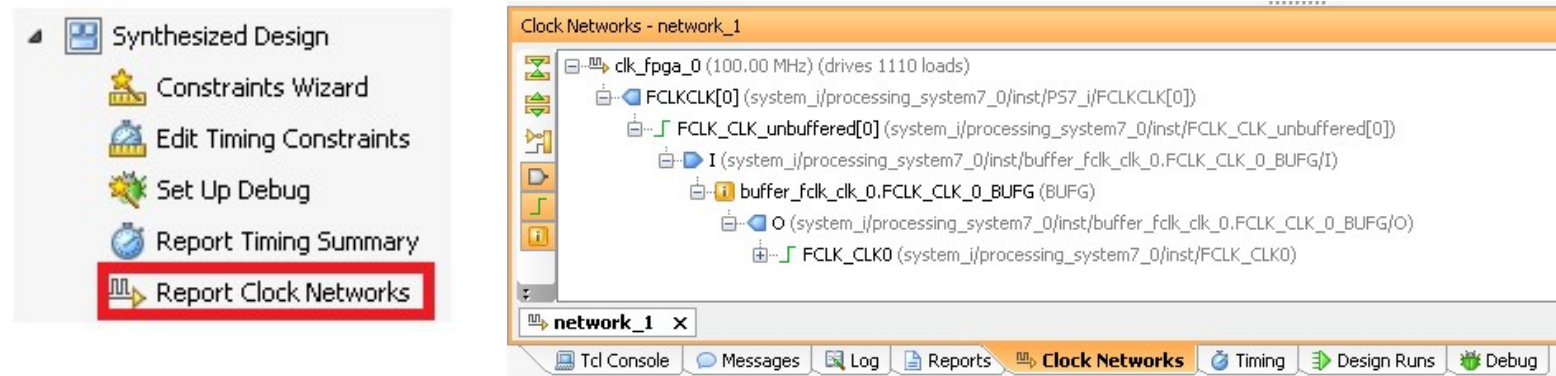 Synthesized Design
Constraints Wizard
Edit Timing Constraints
Set Up Debug
Report Timing Summary
Report Clock Networks
Clock Networks - network_1
clk_fpga_0 (100.00 MHz) (drives 1110 loads)
FCLKCLK[0] (system_i/processing_system7_0/inst/PS7_i/FCLKCLK[0])
FCLK_CLK_unbuffered[0] (system_i/processing_system7_0/inst/FCLK_CLK_unbuffered[0])
I (system_i/processing_system7_0/inst/buffer_fclk_clk_0.FCLK_CLK_0_BUFG/I)
buffer_fclk_clk_0.FCLK_CLK_0_BUFG (BUFG)
O (system_i/processing_system7_0/inst/buffer_fclk_clk_0.FCLK_CLK_0_BUFG/O)
FCLK_CLK0 (system_i/processing_system7_0/inst/FCLK_CLK0)
network_1 x
Tcl Console Messages Log Reports Clock Networks Timing Design Runs Debug